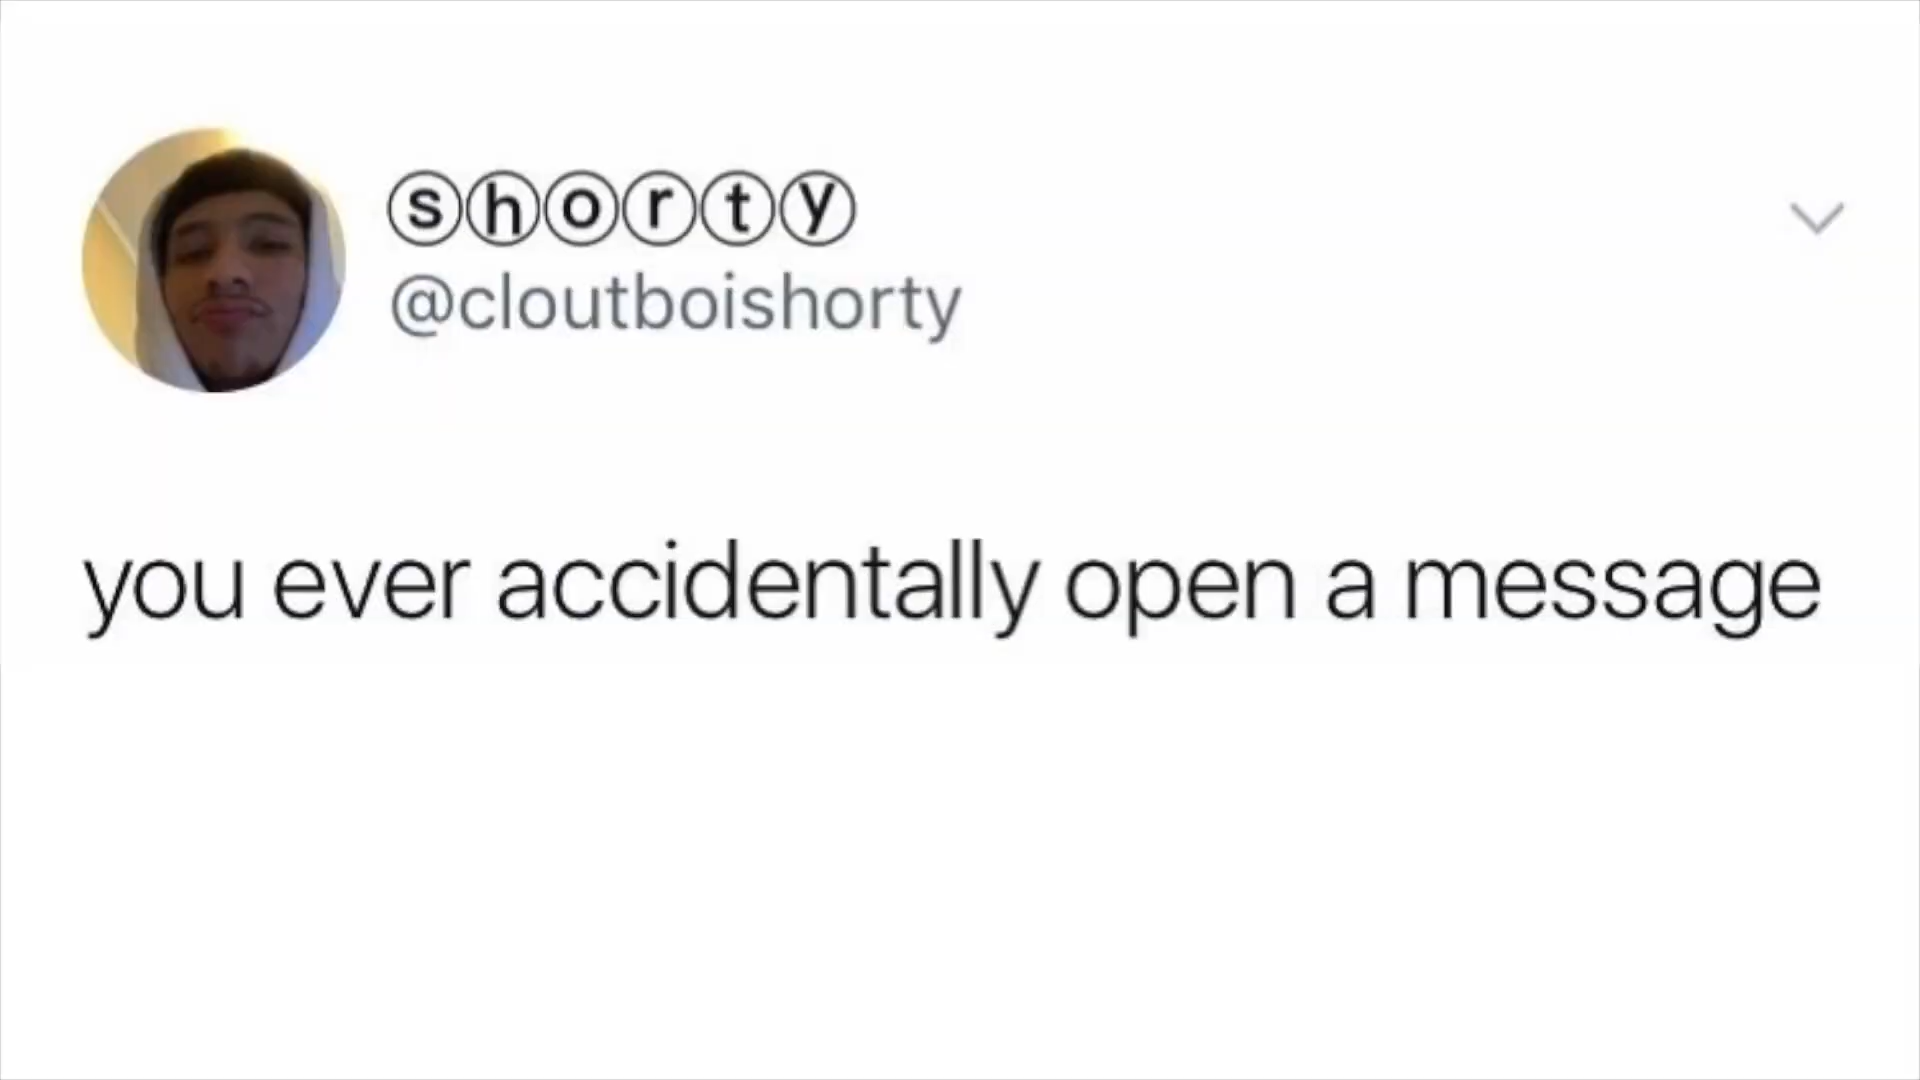 ⓢⓗⓞⓡⓣⓨ
@cloutboishorty
you ever accidentally open a message